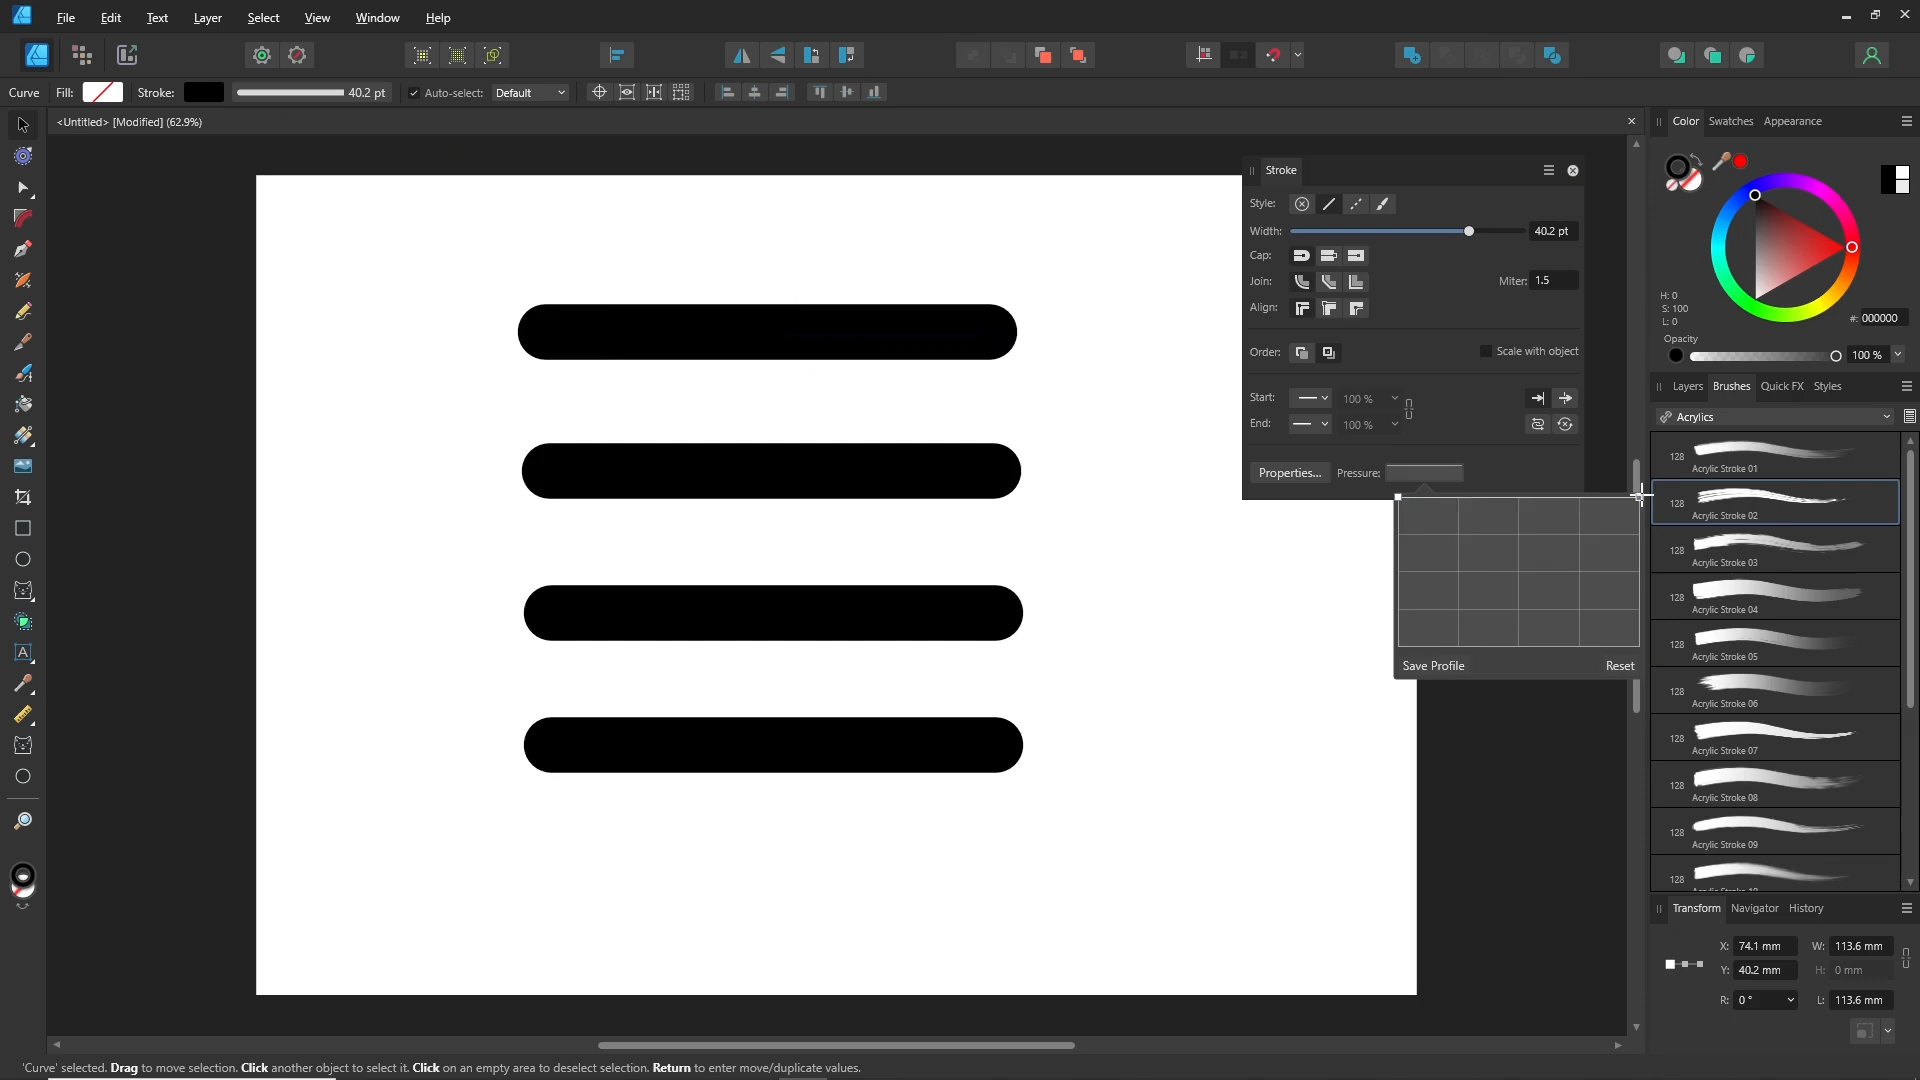 File Edit Text Layer Select View Window Help
Curve Fill: Stroke: 40.2 pt Auto-select: Default
<Untitled> [Modified] (62.9%)
Stroke
Style:
Width: 40.2 pt
Cap:
Join: Miter: 1.5
Align:
Order: Scale with object
Start: 100 %
End: 100 %
Properties... Pressure:
Save Profile Reset
Color Swatches Appearance
H: 0
S: 100
L: 0
#: 000000
Opacity
100 %
Layers Brushes Quick FX Styles
Acrylics
128 Acrylic Stroke 01
128 Acrylic Stroke 02
128 Acrylic Stroke 03
128 Acrylic Stroke 04
128 Acrylic Stroke 05
128 Acrylic Stroke 06
128 Acrylic Stroke 07
128 Acrylic Stroke 08
128 Acrylic Stroke 09
128
Transform Navigator History
X: 74.1 mm W: 113.6 mm
Y: 40.2 mm H: 0 mm
R: 0 ° L: 113.6 mm
'Curve' selected. Drag to move selection. Click another object to select it. Click on an empty area to deselect selection. Return to enter move/duplicate values.